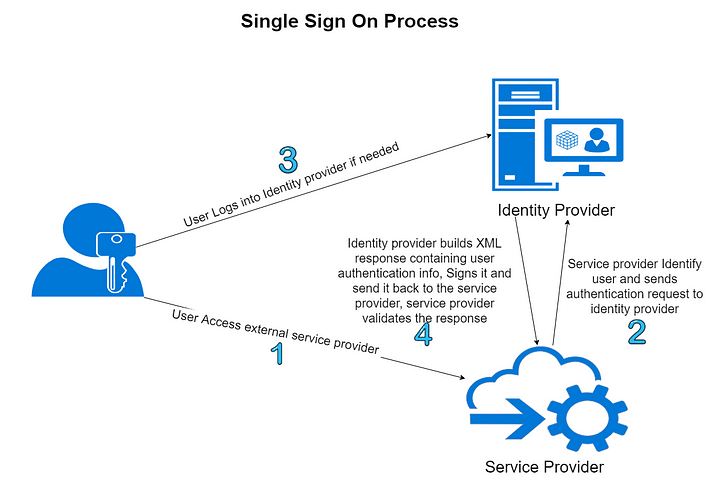 Single Sign On Process
3
User Logs into Identity provider if needed
Identity Provider
Identity provider builds XML
response containing user
authentication info, Signs it and
send it back to the service
provider, service provider
validates the response
4
Service provider Identify
user and sends
authentication request to
identity provider
2
User Access external service provider
1
Service Provider